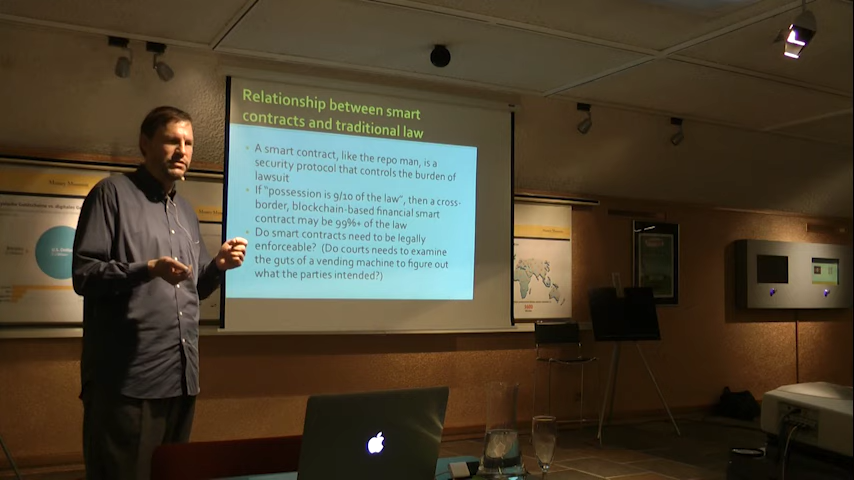 Relationship between smart
contracts and traditional law
A smart contract, like the repo man, is a
security protocol that controls the burden of
lawsuit
If "possession is 9/10 of the law", then a cross-
border, blockchain-based financial smart
contract may be 99%+ of the law
Do smart contracts need to be legally
enforceable? (Do courts needs to examine
the guts of a vending machine to figure out
what the parties intended?)
Money Museum